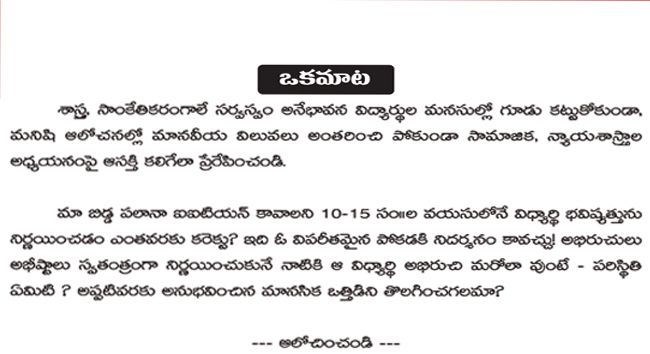 ఒకమాట
శాస్త్ర, సాంకేతికరంగాలే సర్వస్వం అనేభావన విద్యార్థుల మనసుల్లో గూడు కట్టుకోకుండా,
మనిషి ఆలోచనల్లో మానవీయ విలువలు అంతరించి పోకుండా సామాజిక, న్యాయశాస్త్రాల
అధ్యయనంపై ఆసక్తి కలిగేలా ప్రేరేపించండి.
మా బిడ్డ పలానా ఐఐటియన్ కావాలని 10-15 సం॥ల వయసులోనే విద్యార్థి భవిష్యత్తును
నిర్ణయించడం ఎంతవరకు కరెక్టు? ఇది ఓ విపరీతమైన పోకడకి నిదర్శనం కావచ్చు! అభిరుచులు
అభీష్టాలు స్వతంత్రంగా నిర్ణయించుకునే నాటికి ఆ విద్యార్థి అభిరుచి మరోలా వుంటే - పరిస్థితి
ఏమిటి ? అప్పటివరకు అనుభవించిన మానసిక ఒత్తిడిని తొలగించగలమా?
--- ఆలోచించండి ---